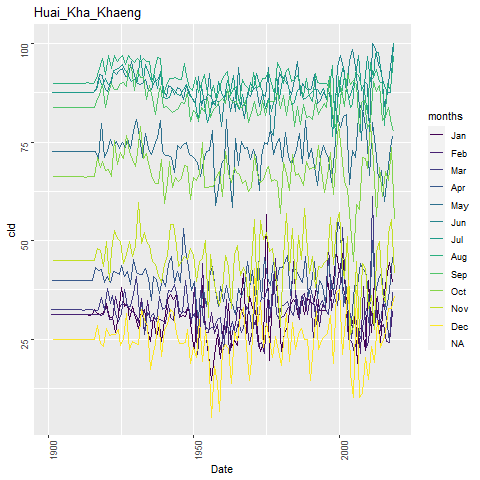 Huai_Kha_Khaeng
100
75
50
25
cld
1900
1950
2000
Date
months
Jan
Feb
Mar
Apr
May
Jun
Jul
Aug
Sep
Oct
Nov
Dec
NA